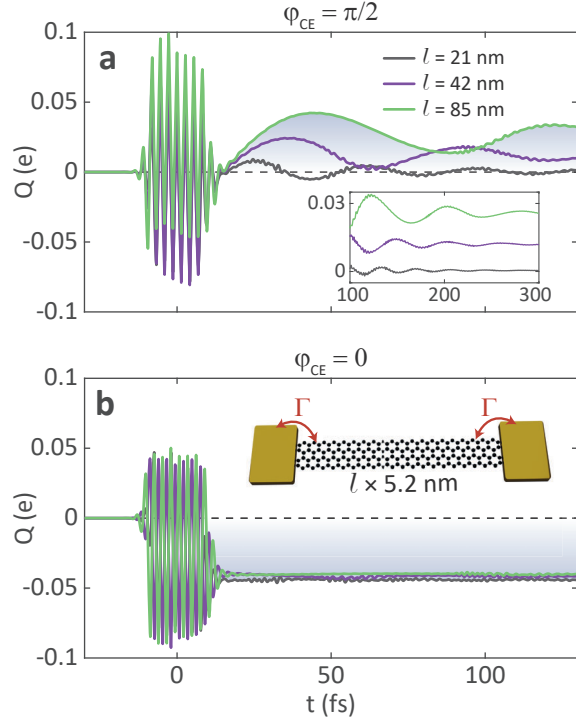 φCE = π/2
a
l = 21 nm
l = 42 nm
l = 85 nm
0.1
0.05
0
-0.05
-0.1
Q (e)
0.03
0
100 200 300
φCE = 0
b
Γ Γ
l × 5.2 nm
0.1
0.05
0
-0.05
-0.1
Q (e)
0 50 100
t (fs)